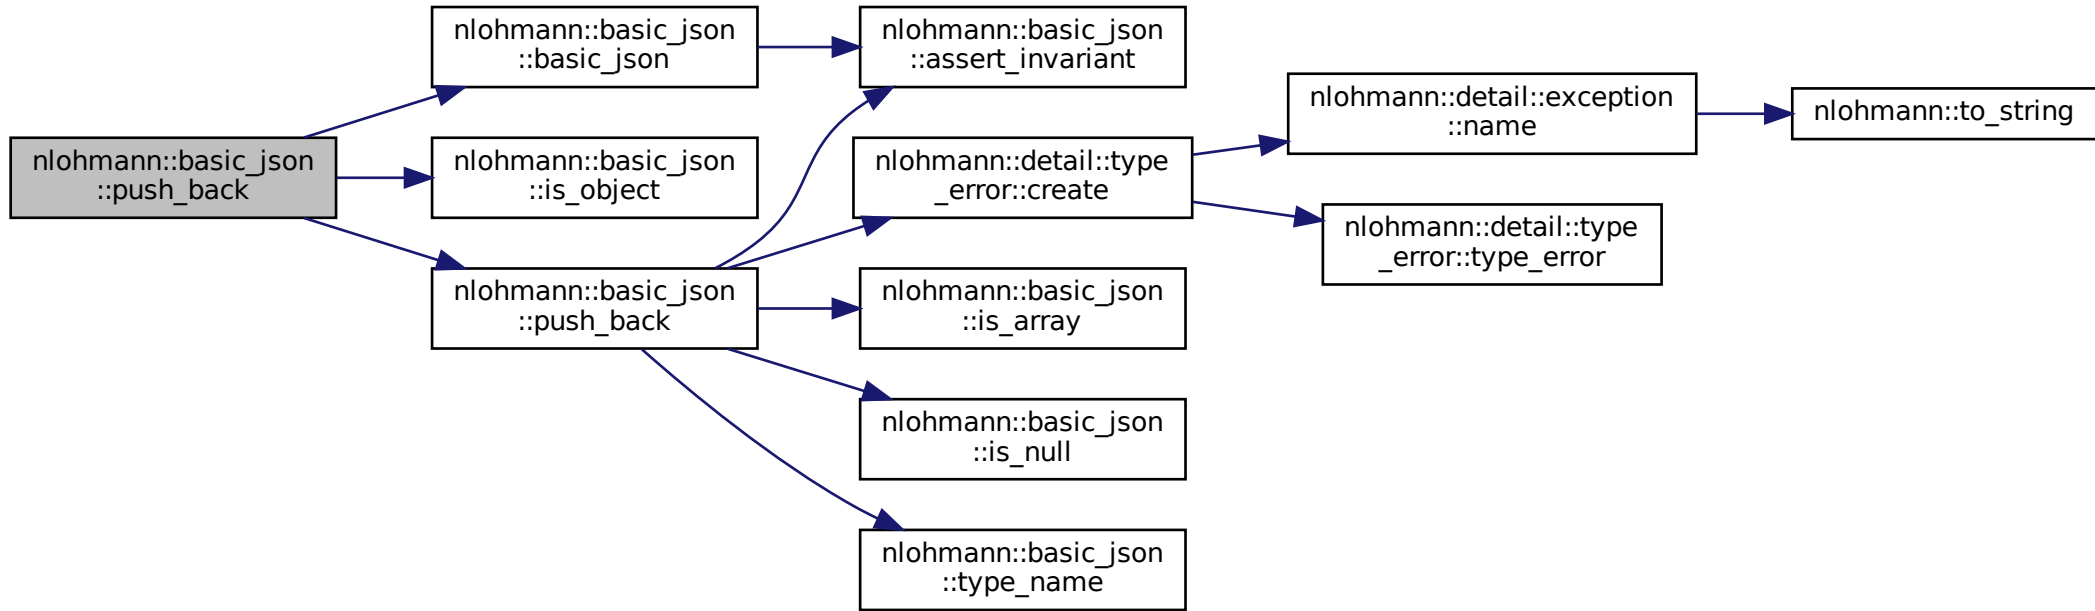 nlohmann::basic_json
::push_back
nlohmann::basic_json
::basic_json
nlohmann::basic_json
::is_object
nlohmann::basic_json
::push_back
nlohmann::basic_json
::assert_invariant
nlohmann::detail::type
_error::create
nlohmann::basic_json
::is_array
nlohmann::basic_json
::is_null
nlohmann::basic_json
::type_name
nlohmann::detail::exception
::name
nlohmann::detail::type
_error::type_error
nlohmann::to_string